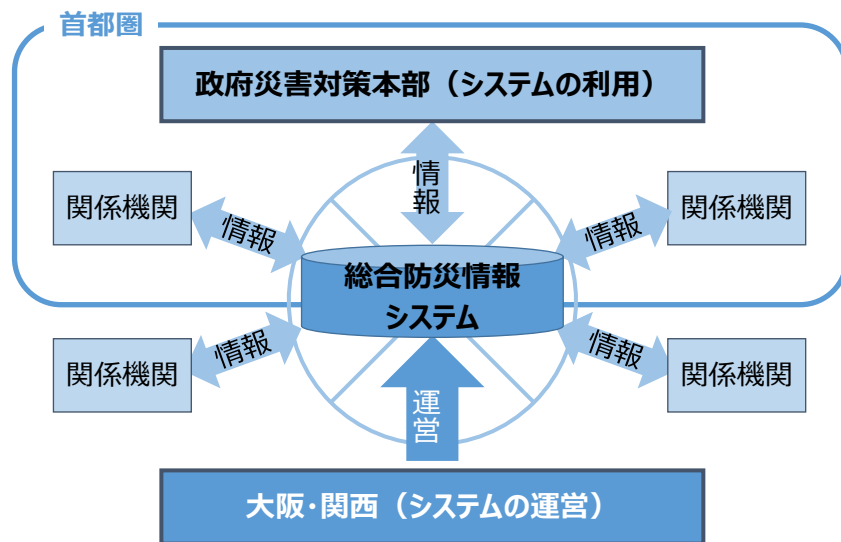 首都圏
政府災害対策本部（システムの利用）
情報
関係機関
情報
情報
関係機関
総合防災情報
システム
関係機関
情報
情報
関係機関
運営
大阪・関西（システムの運営）